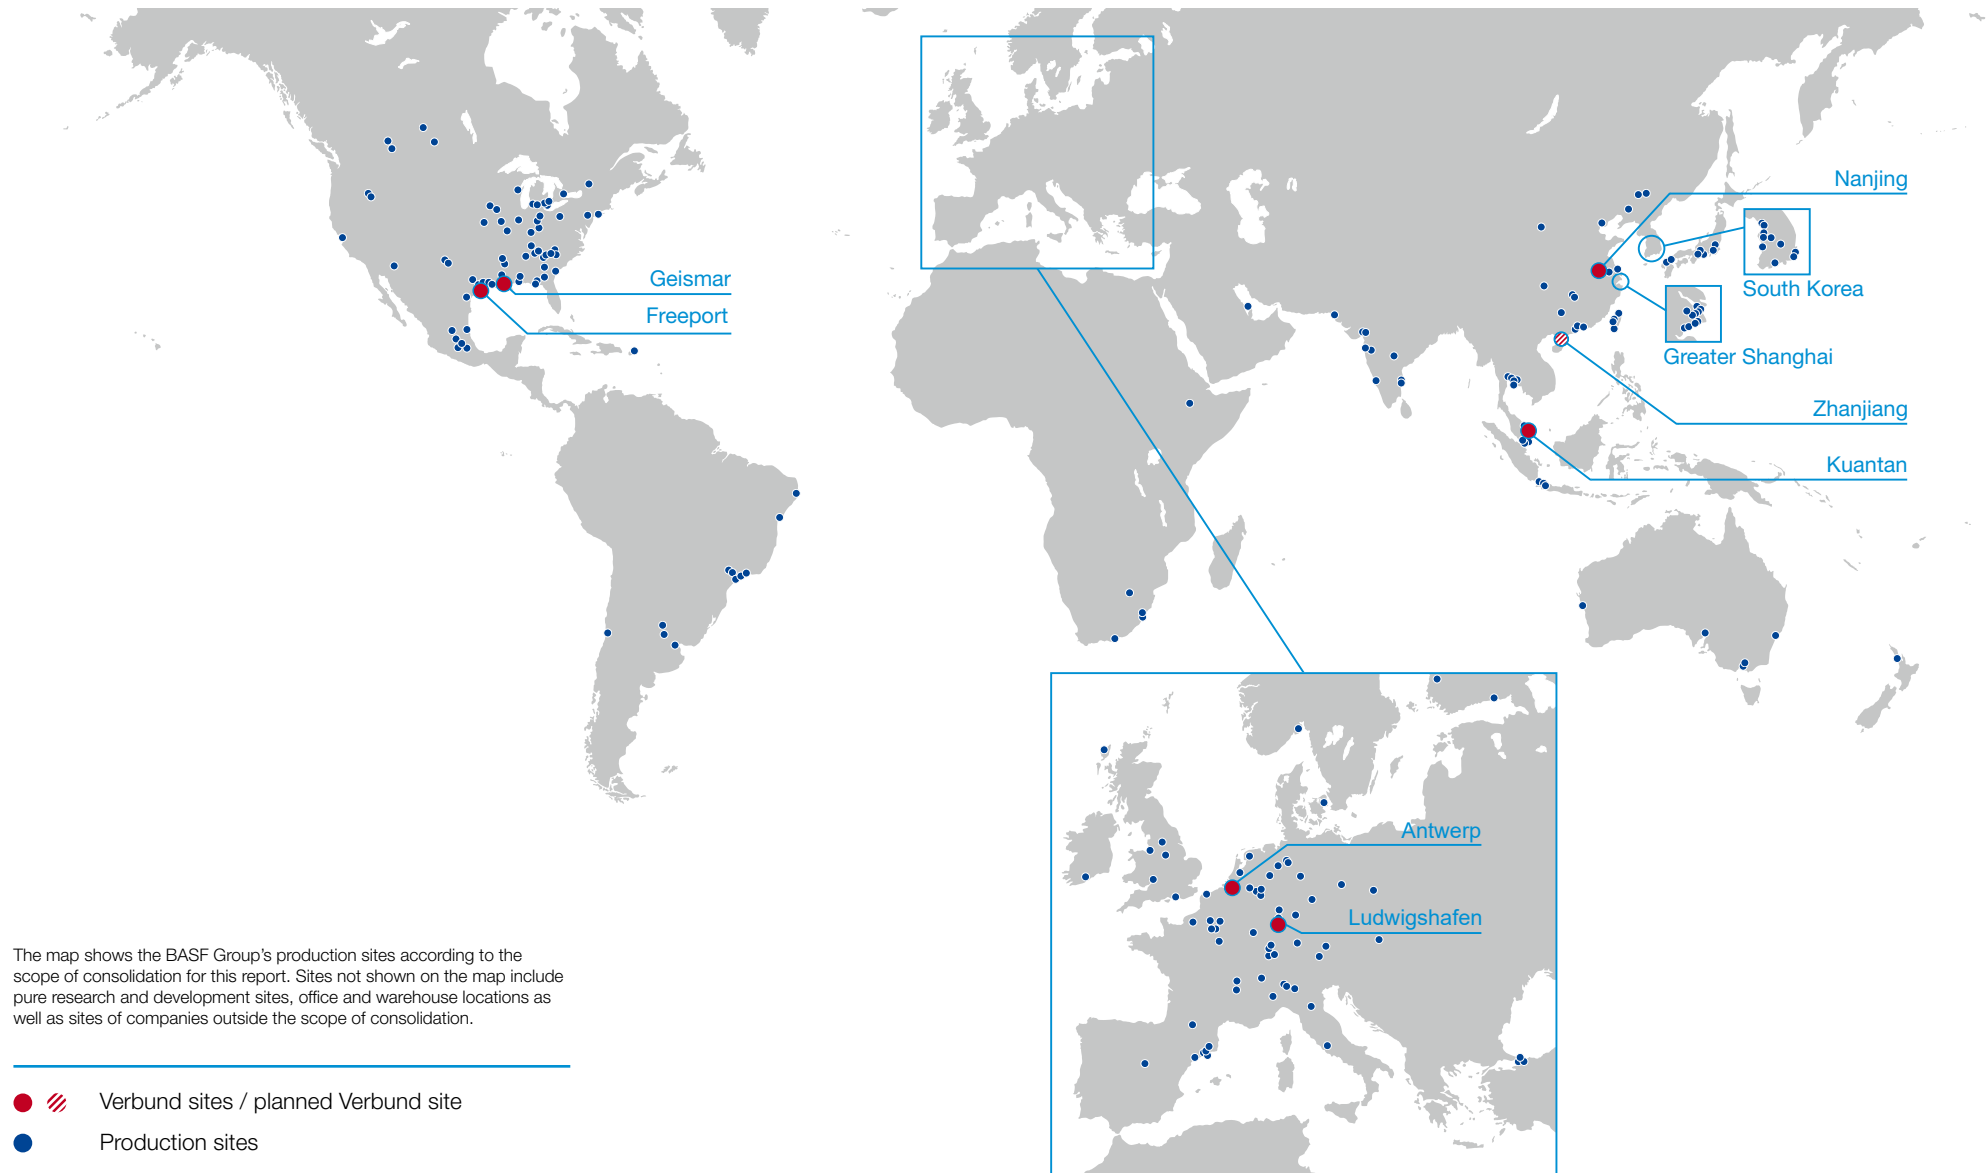 Nanjing
Geismar
South Korea
Freeport
Greater Shanghai
Zhanjiang
Kuantan
Antwerp
Ludwigshafen
The map shows the BASF Group's production sites according to the
scope of consolidation for this report. Sites not shown on the map include
pure research and development sites, office and warehouse locations as
well as sites of companies outside the scope of consolidation.
Verbund sites / planned Verbund site
Production sites